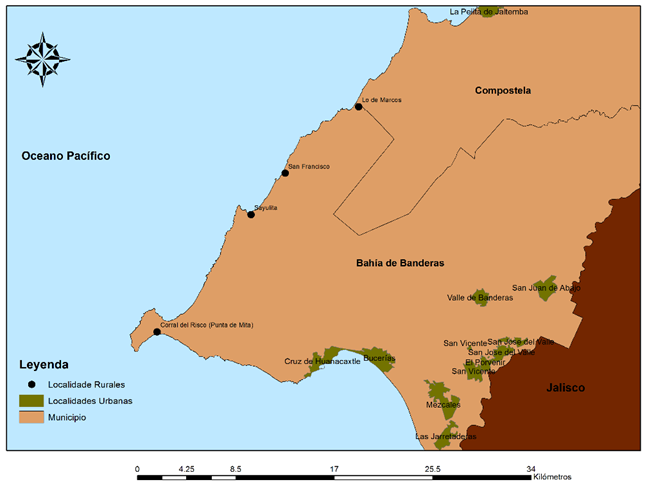 La Peñita de Jaltemba
Compostela
Lo de Marcos
Oceano Pacífico
San Francisco
Sayulita
Bahía de Banderas
San Juan de Abajo
Valle de Banderas
Corral del Risco (Punta de Mita)
San Vicente
San José del Valle
San Jose del Valle
Cruz de Huanacaxtle
Bucerías
El Porvenir
San Vicente
Jalisco
Mezcales
Las Jarretaderas
Leyenda
Localidade Rurales
Localidades Urbanas
Municipio
0 4.25 8.5 17 25.5 34
Kilómetros